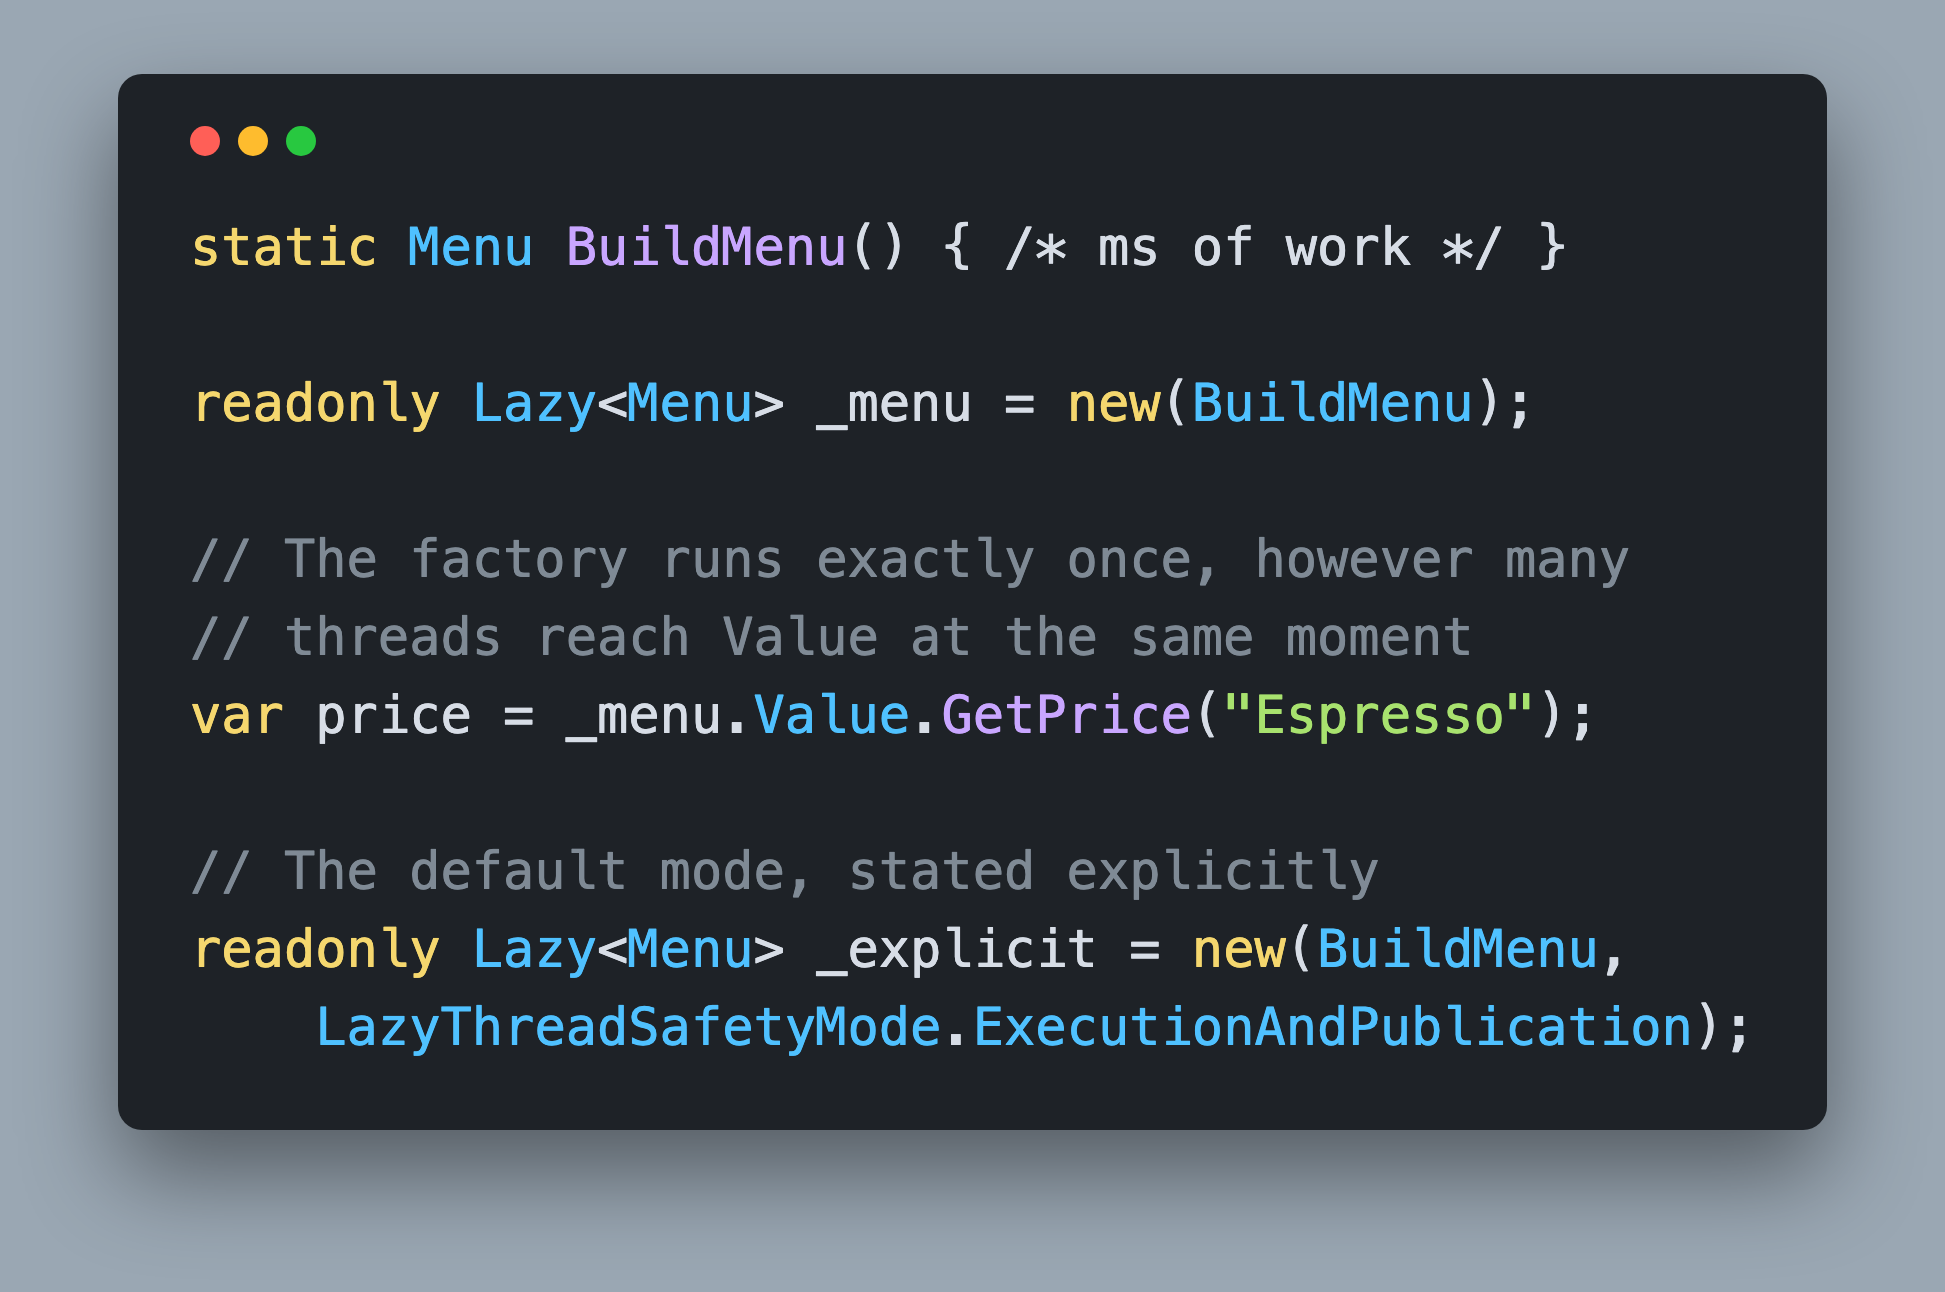 static Menu BuildMenu() { /* ms of work */ }
readonly Lazy<Menu> _menu = new(BuildMenu);
// The factory runs exactly once, however many
// threads reach Value at the same moment
var price = _menu.Value.GetPrice("Espresso");
// The default mode, stated explicitly
readonly Lazy<Menu> _explicit = new(BuildMenu,
    LazyThreadSafetyMode.ExecutionAndPublication);